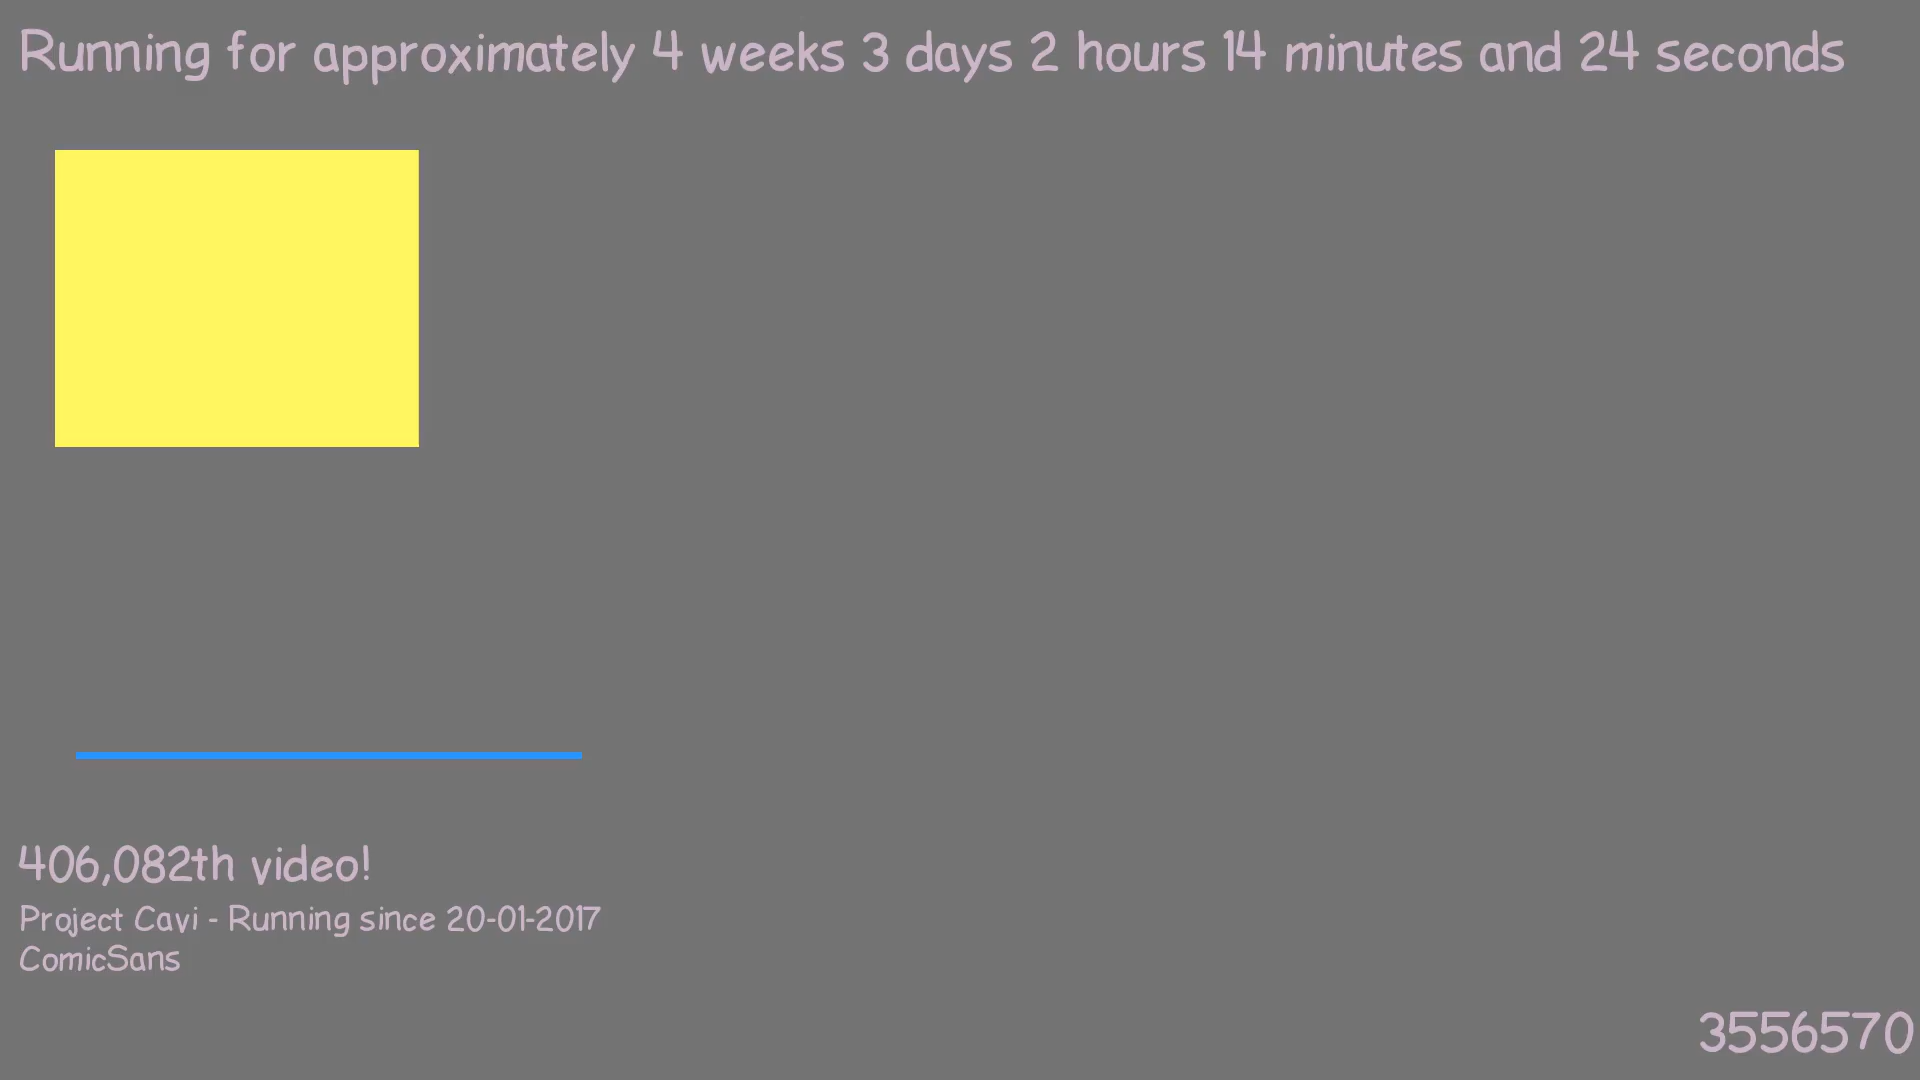 Running for approximately 4 weeks 3 days 2 hours 14 minutes and 24 seconds
406,082th video!
Project Cavi - Running since 20-01-2017
ComicSans
3556570